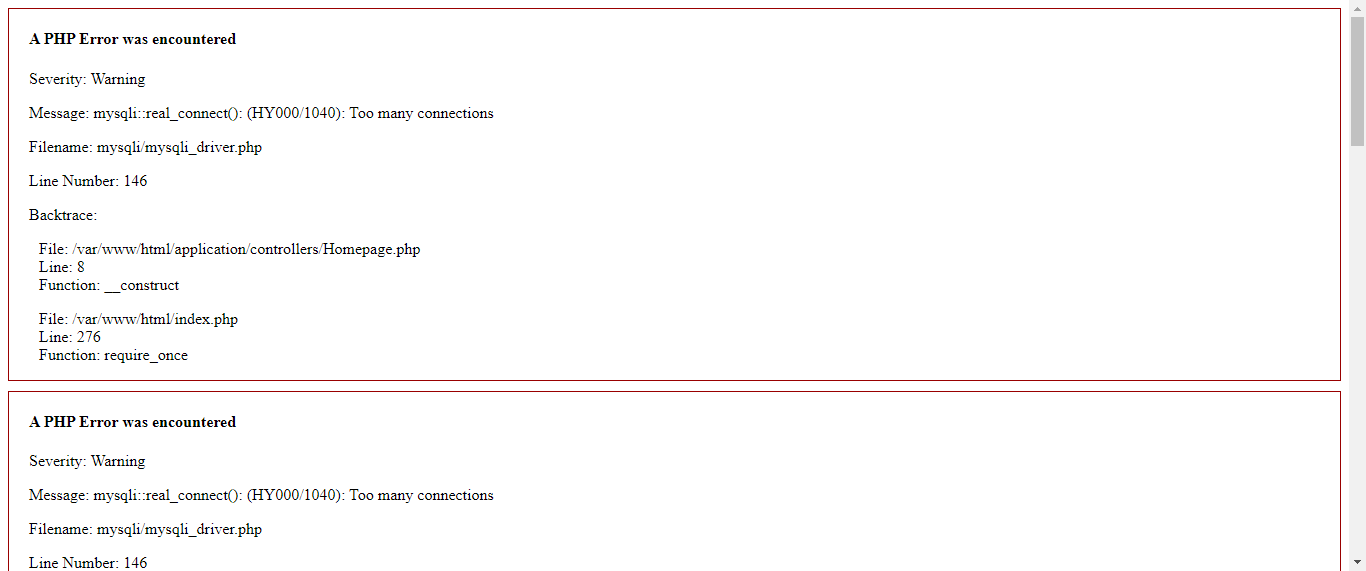 A PHP Error was encountered
Severity: Warning
Message: mysqli::real_connect(): (HY000/1040): Too many connections
Filename: mysqli/mysqli_driver.php
Line Number: 146
Backtrace:
File: /var/www/html/application/controllers/Homepage.php
Line: 8
Function: __construct
File: /var/www/html/index.php
Line: 276
Function: require_once
A PHP Error was encountered
Severity: Warning
Message: mysqli::real_connect(): (HY000/1040): Too many connections
Filename: mysqli/mysqli_driver.php
Line Number: 146